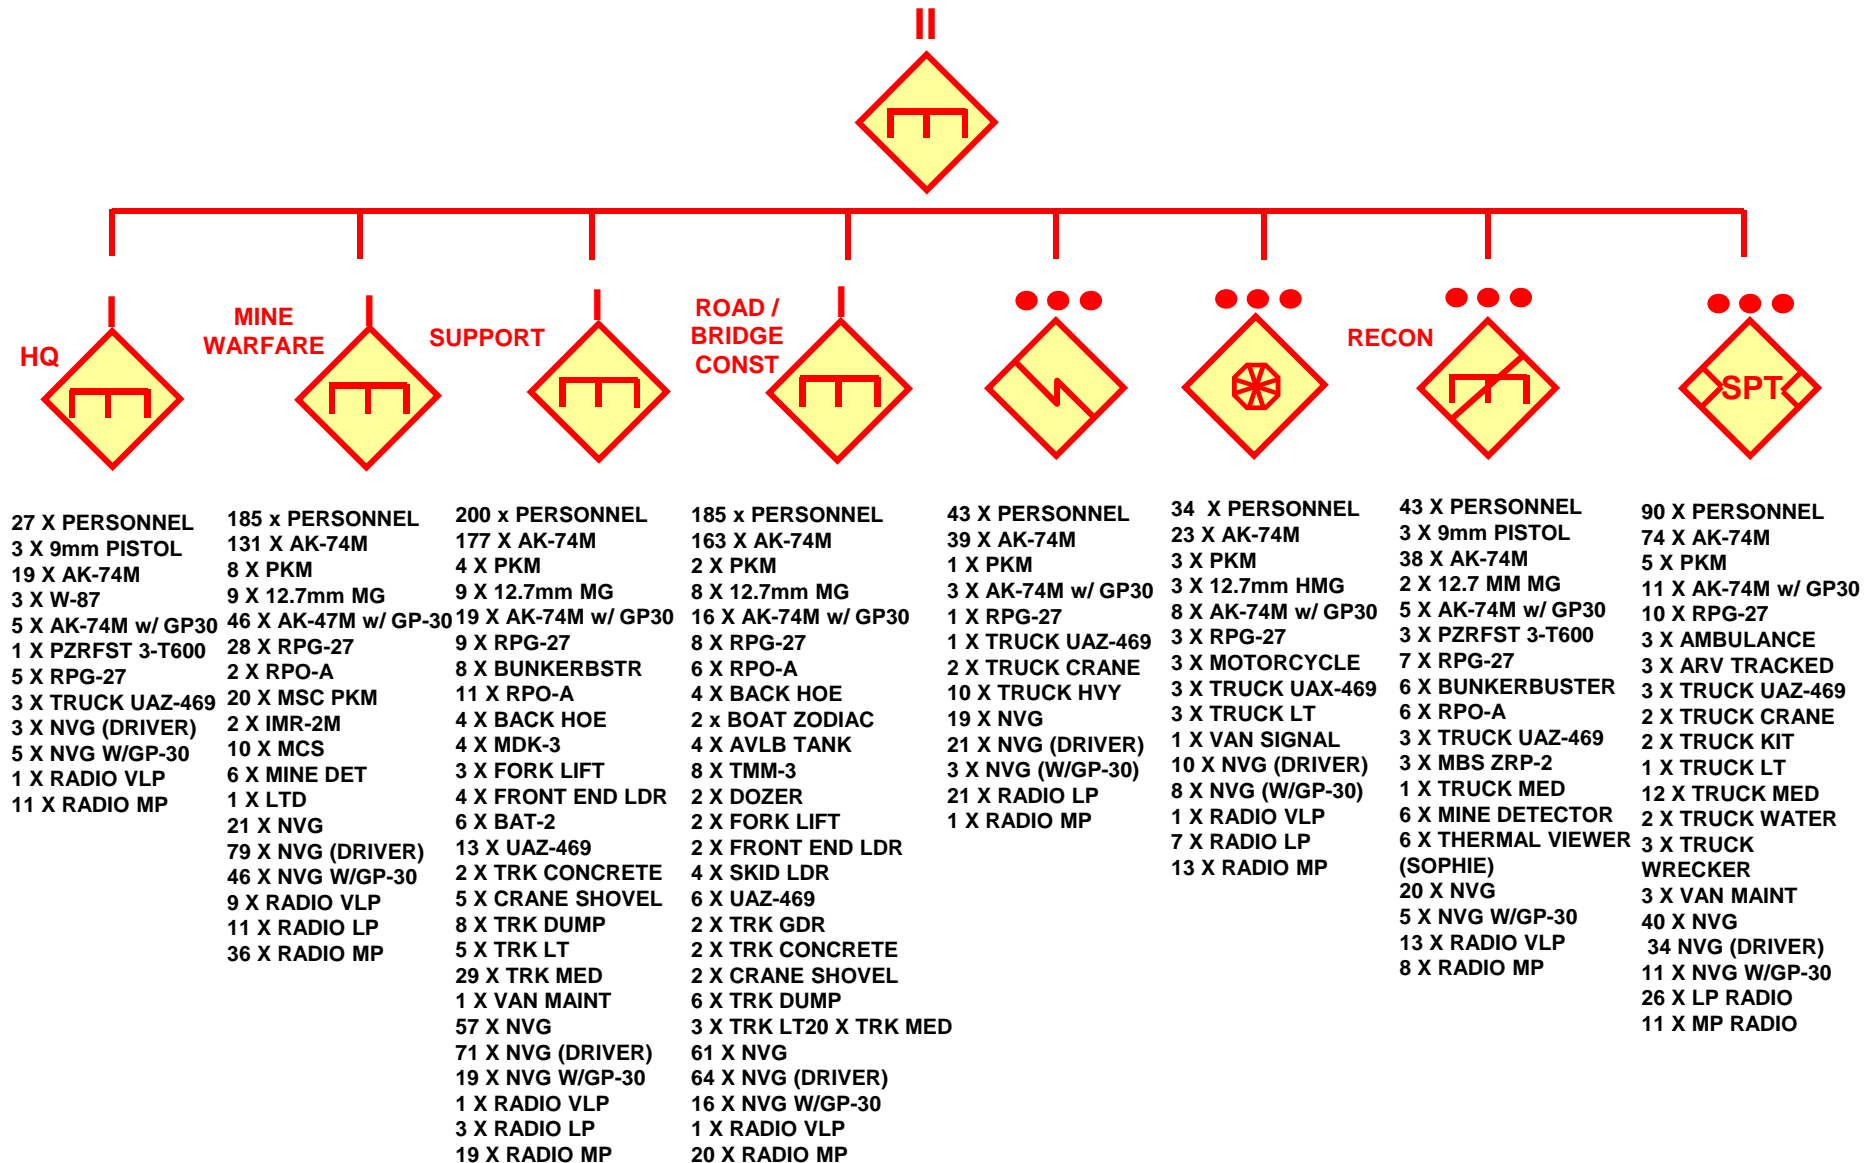 HQ
MINE
WARFARE
SUPPORT
ROAD /
BRIDGE
CONST
RECON
SPT
27 X PERSONNEL
3 X 9mm PISTOL
19 X AK-74M
3 X W-87
5 X AK-74M w/ GP30
1 X PZRFST 3-T600
5 X RPG-27
3 X TRUCK UAZ-469
3 X NVG (DRIVER)
5 X NVG W/GP-30
1 X RADIO VLP
11 X RADIO MP
185 x PERSONNEL
131 X AK-74M
8 X PKM
9 X 12.7mm MG
46 X AK-47M w/ GP-30
28 X RPG-27
2 X RPO-A
20 X MSC PKM
2 X IMR-2M
10 X MCS
6 X MINE DET
1 X LTD
21 X NVG
79 X NVG (DRIVER)
46 X NVG W/GP-30
9 X RADIO VLP
11 X RADIO LP
36 X RADIO MP
200 x PERSONNEL
177 X AK-74M
4 X PKM
9 X 12.7mm MG
19 X AK-74M w/ GP30
9 X RPG-27
8 X BUNKERBSTR
11 X RPO-A
4 X BACK HOE
4 X MDK-3
3 X FORK LIFT
4 X FRONT END LDR
6 X BAT-2
13 X UAZ-469
2 X TRK CONCRETE
5 X CRANE SHOVEL
8 X TRK DUMP
5 X TRK LT
29 X TRK MED
1 X VAN MAINT
57 X NVG
71 X NVG (DRIVER)
19 X NVG W/GP-30
1 X RADIO VLP
3 X RADIO LP
19 X RADIO MP
185 x PERSONNEL
163 X AK-74M
2 X PKM
8 X 12.7mm MG
16 X AK-74M w/ GP30
8 X RPG-27
6 X RPO-A
4 X BACK HOE
2 x BOAT ZODIAC
4 X AVLB TANK
8 X TMM-3
2 X DOZER
2 X FORK LIFT
2 X FRONT END LDR
4 X SKID LDR
6 X UAZ-469
2 X TRK GDR
2 X TRK CONCRETE
2 X CRANE SHOVEL
6 X TRK DUMP
3 X TRK LT20 X TRK MED
61 X NVG
64 X NVG (DRIVER)
16 X NVG W/GP-30
1 X RADIO VLP
20 X RADIO MP
43 X PERSONNEL
39 X AK-74M
1 X PKM
3 X AK-74M w/ GP30
1 X RPG-27
1 X TRUCK UAZ-469
2 X TRUCK CRANE
10 X TRUCK HVY
19 X NVG
21 X NVG (DRIVER)
3 X NVG (W/GP-30)
21 X RADIO LP
1 X RADIO MP
34 X PERSONNEL
23 X AK-74M
3 X PKM
3 X 12.7mm HMG
8 X AK-74M w/ GP30
3 X RPG-27
3 X MOTORCYCLE
3 X TRUCK UAX-469
3 X TRUCK LT
1 X VAN SIGNAL
10 X NVG (DRIVER)
8 X NVG (W/GP-30)
1 X RADIO VLP
7 X RADIO LP
13 X RADIO MP
43 X PERSONNEL
3 X 9mm PISTOL
38 X AK-74M
2 X 12.7 MM MG
5 X AK-74M w/ GP30
3 X PZRFST 3-T600
7 X RPG-27
6 X BUNKERBUSTER
6 X RPO-A
3 X TRUCK UAZ-469
3 X MBS ZRP-2
1 X TRUCK MED
6 X MINE DETECTOR
6 X THERMAL VIEWER
(SOPHIE)
20 X NVG
5 X NVG W/GP-30
13 X RADIO VLP
8 X RADIO MP
90 X PERSONNEL
74 X AK-74M
5 X PKM
11 X AK-74M w/ GP30
10 X RPG-27
3 X AMBULANCE
3 X ARV TRACKED
3 X TRUCK UAZ-469
2 X TRUCK CRANE
2 X TRUCK KIT
1 X TRUCK LT
12 X TRUCK MED
2 X TRUCK WATER
3 X TRUCK
WRECKER
3 X VAN MAINT
40 X NVG
34 NVG (DRIVER)
11 X NVG W/GP-30
26 X LP RADIO
11 X MP RADIO